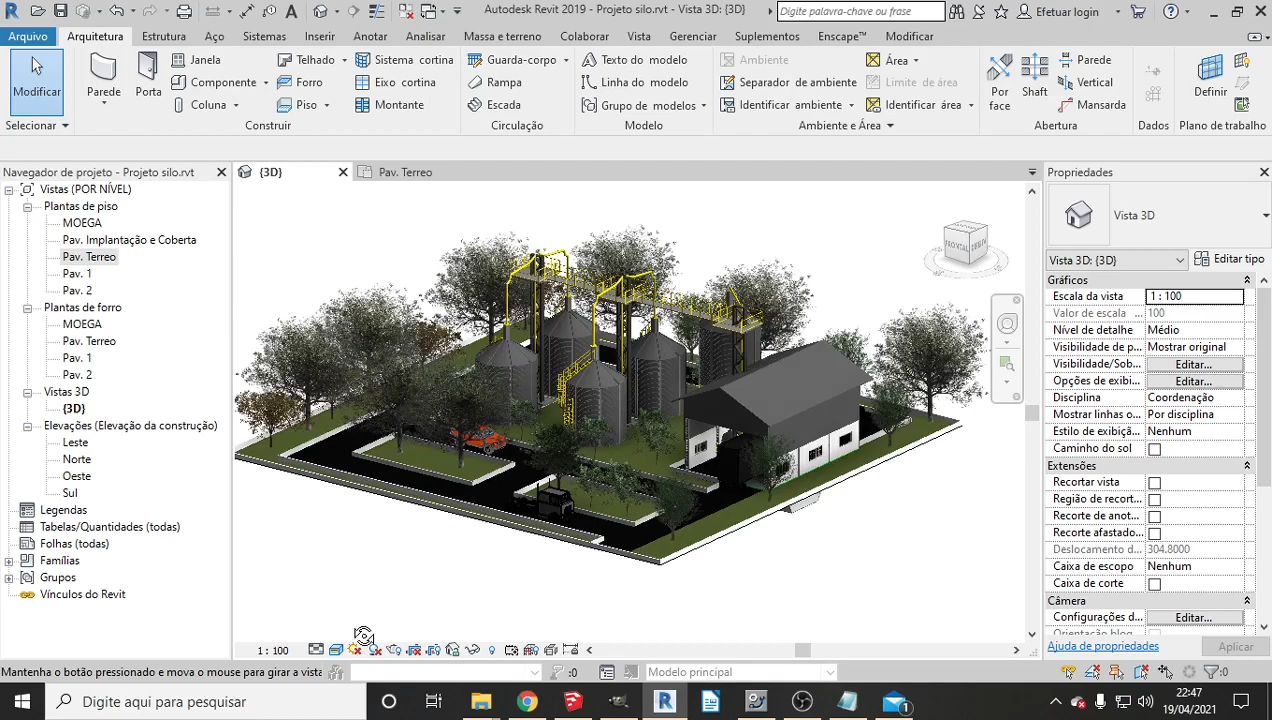 Autodesk Revit 2019 - Projeto silo.rvt - Vista 3D: {3D}
Digite palavra-chave ou frase
Efetuar login
Arquivo Arquitetura Estrutura Aço Sistemas Inserir Anotar Analisar Massa e terreno Colaborar Vista Gerenciar Suplementos Enscape™ Modificar
Modificar
Parede
Porta
Janela
Componente
Coluna
Telhado
Forro
Piso
Sistema cortina
Eixo cortina
Montante
Guarda-corpo
Rampa
Escada
Texto do modelo
Linha do modelo
Grupo de modelos
Ambiente
Separador de ambiente
Identificar ambiente
Área
Limite de área
Identificar área
Por face
Shaft
Parede
Vertical
Mansarda
Definir
Selecionar Construir Circulação Modelo Ambiente e Área Abertura Dados Plano de trabalho
Navegador de projeto - Projeto silo.rvt
Vistas (POR NÍVEL)
Plantas de piso
MOEGA
Pav. Implantação e Coberta
Pav. Terreo
Pav. 1
Pav. 2
Plantas de forro
MOEGA
Pav. Terreo
Pav. 1
Pav. 2
Vistas 3D
{3D}
Elevações (Elevação da construção)
Leste
Norte
Oeste
Sul
Legendas
Tabelas/Quantidades (todas)
Folhas (todas)
Famílias
Grupos
Vínculos do Revit
{3D}
Pav. Terreo
FRONTAL
1 : 100
Propriedades
Vista 3D
Vista 3D: {3D}
Editar tipo
Gráficos
Escala da vista 1 : 100
Valor de escala 100
Nível de detalhe Médio
Visibilidade de p... Mostrar original
Visibilidade/Sob... Editar...
Opções de exibi... Editar...
Disciplina Coordenação
Mostrar linhas o... Por disciplina
Estilo de exibiç... Nenhum
Caminho do sol
Extensões
Recortar vista
Região de recort...
Recorte de anot...
Recorte afastado...
Deslocamento d... 304.8000
Caixa de escopo Nenhum
Caixa de corte
Câmera
Configurações d... Editar...
Ajuda de propriedades
Aplicar
Mantenha o botão pressionado e mova o mouse para girar a vista
:0
Modelo principal
:0
Digite aqui para pesquisar
1
22:47
19/04/2021